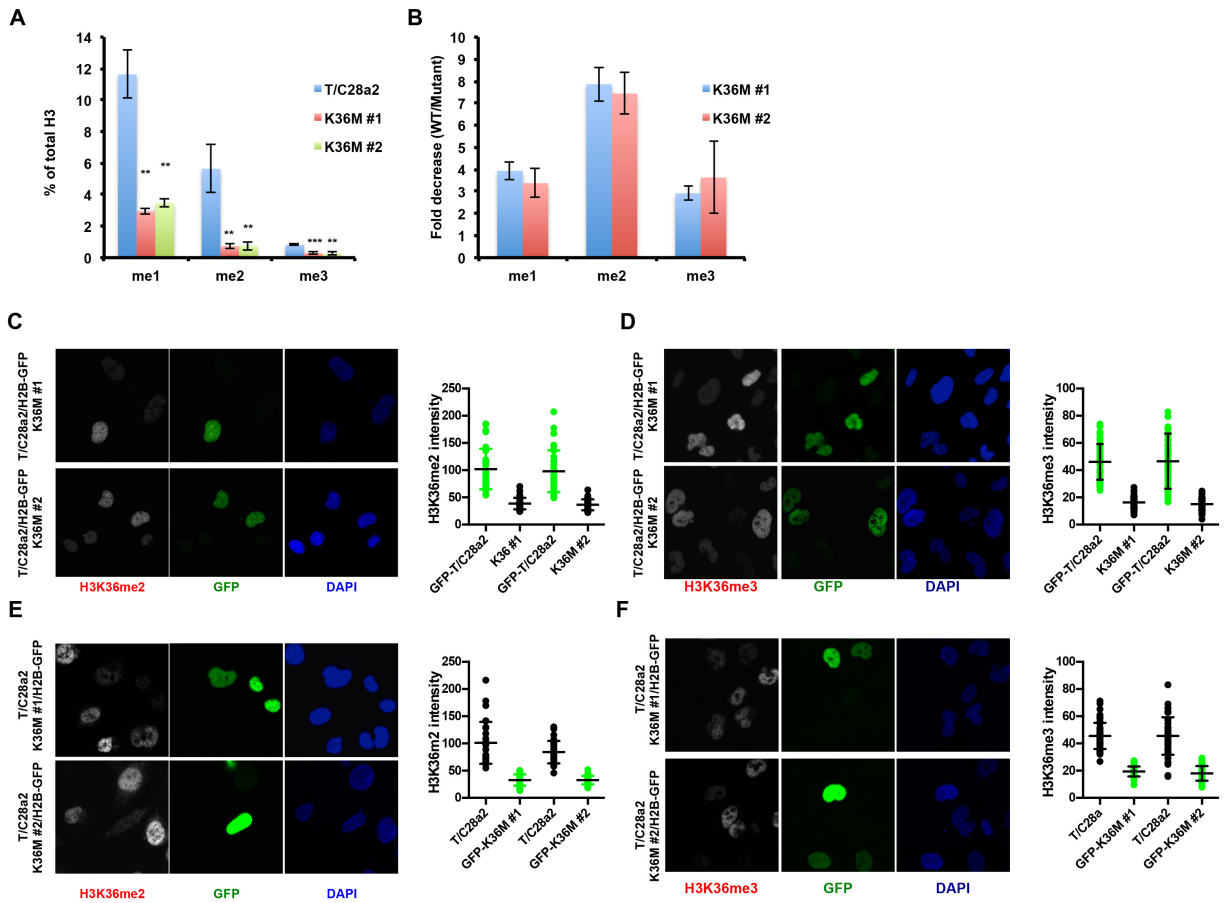 A
14
12
10
8
6
4
2
0
% of total H3
T/C28a2
K36M #1
K36M #2
**
**
**
**
***
**
me1
me2
me3
B
10
9
8
7
6
5
4
3
2
1
0
Fold decrease (WT/Mutant)
K36M #1
K36M #2
me1
me2
me3
C
T/C28a2/H2B-GFP
K36M #1
T/C28a2/H2B-GFP
K36M #2
H3K36me2
GFP
DAPI
H3K36me2 intensity
250
200
150
100
50
0
GFP-T/C28a2
K36 #1
GFP-T/C28a2
K36M #2
D
T/C28a2/H2B-GFP
K36M #1
T/C28a2/H2B-GFP
K36M #2
H3K36me3
GFP
DAPI
H3K36me3 intensity
100
80
60
40
20
0
GFP-T/C28a2
K36M #1
GFP-T/C28a2
K36M #2
E
T/C28a2
K36M #1/H2B-GFP
T/C28a2
K36M #2/H2B-GFP
H3K36me2
GFP
DAPI
H3K36m2 intensity
250
200
150
100
50
0
T/C28a2
GFP-K36M #1
T/C28a2
GFP-K36M #2
F
T/C28a2
K36M #1/H2B-GFP
T/C28a2
K36M #2/H2B-GFP
H3K36me3
GFP
DAPI
H3K36me3 intensity
100
80
60
40
20
0
T/C28a
GFP-K36M #1
T/C28a2
GFP-K36M #2